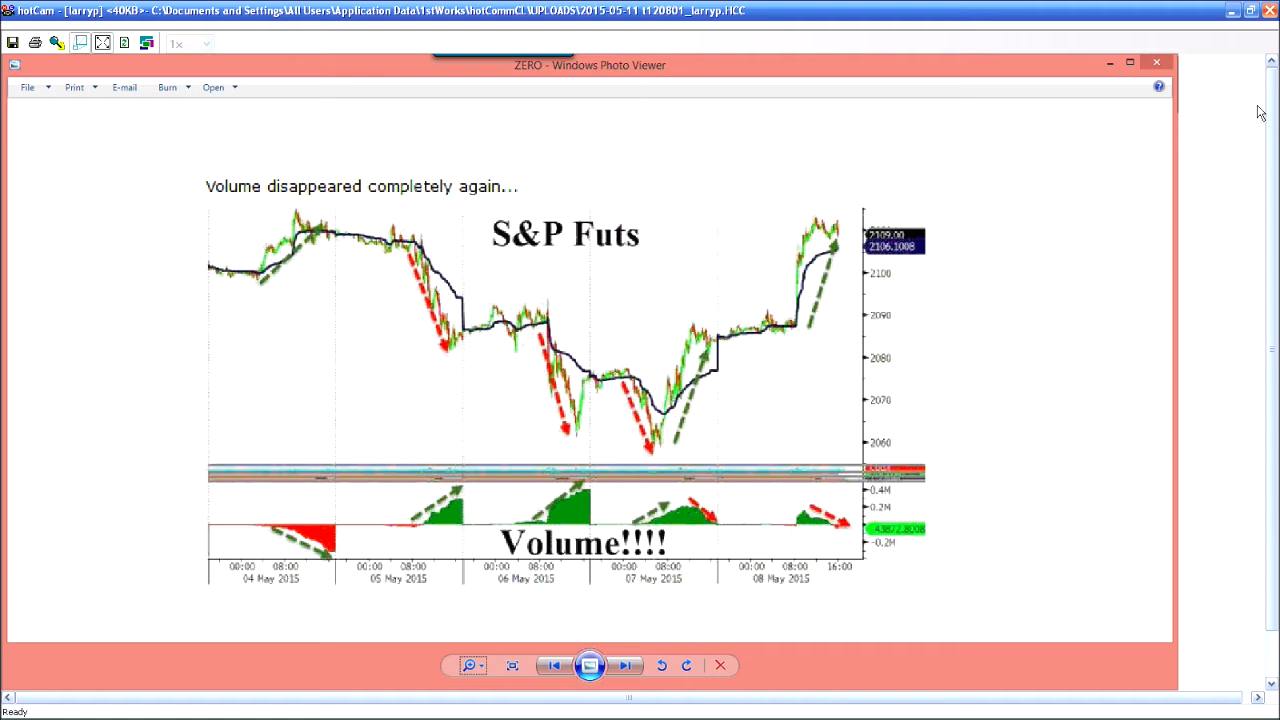 hotCam - [larryp] <40KB>- C:\Documents and Settings\All Users\Application Data\1stWorks\hotCommCL\UPLOADS\2015-05-11 t120801_larryp.HCC
1x
ZERO - Windows Photo Viewer
File Print E-mail Burn Open
Volume disappeared completely again...
S&P Futs
2109.00
2106.1008
2100
2090
2080
2070
2060
0.4M
0.2M
43872.8008
-0.2M
Volume!!!!
00:00 08:00 00:00 08:00 00:00 08:00 00:00 08:00 00:00 08:00 16:00
04 May 2015 05 May 2015 06 May 2015 07 May 2015 08 May 2015
Ready